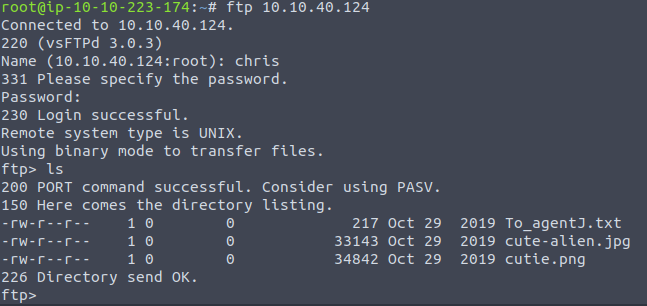 root@ip-10-10-223-174:~# ftp 10.10.40.124
Connected to 10.10.40.124.
220 (vsFTPd 3.0.3)
Name (10.10.40.124:root): chris
331 Please specify the password.
Password:
230 Login successful.
Remote system type is UNIX.
Using binary mode to transfer files.
ftp> ls
200 PORT command successful. Consider using PASV.
150 Here comes the directory listing.
-rw-r--r--    1 0        0             217 Oct 29  2019 To_agentJ.txt
-rw-r--r--    1 0        0           33143 Oct 29  2019 cute-alien.jpg
-rw-r--r--    1 0        0           34842 Oct 29  2019 cutie.png
226 Directory send OK.
ftp>